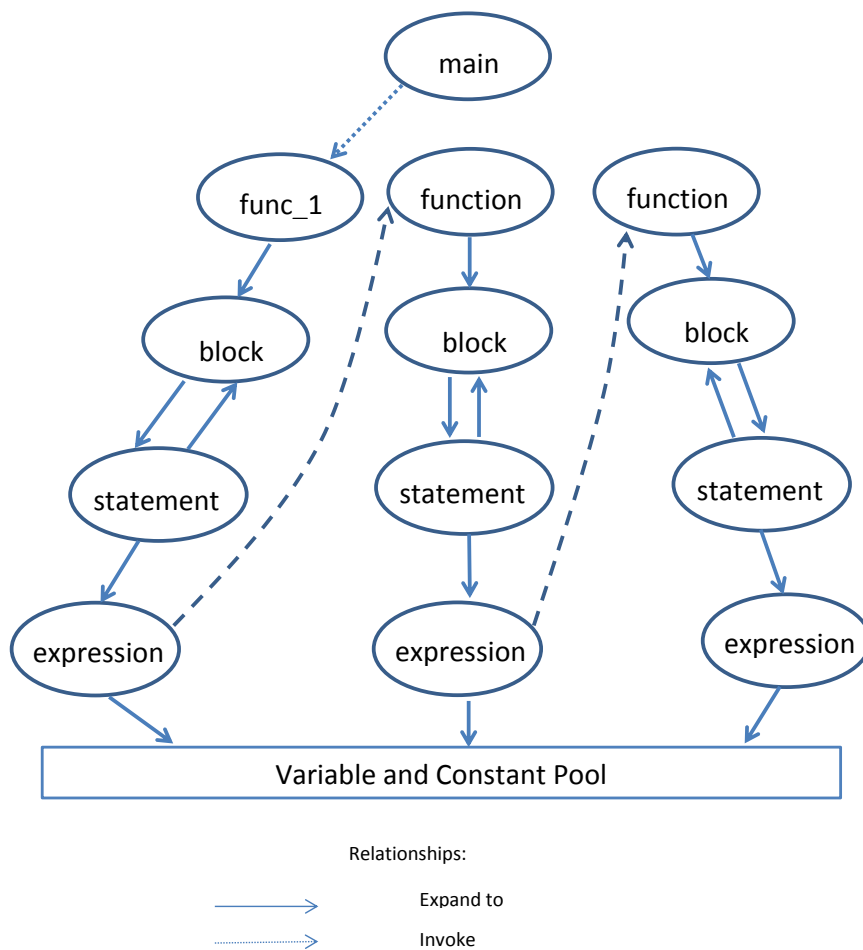 main
func_1
function
function
block
block
block
statement
statement
statement
expression
expression
expression
Variable and Constant Pool
Relationships:
Expand to
Invoke